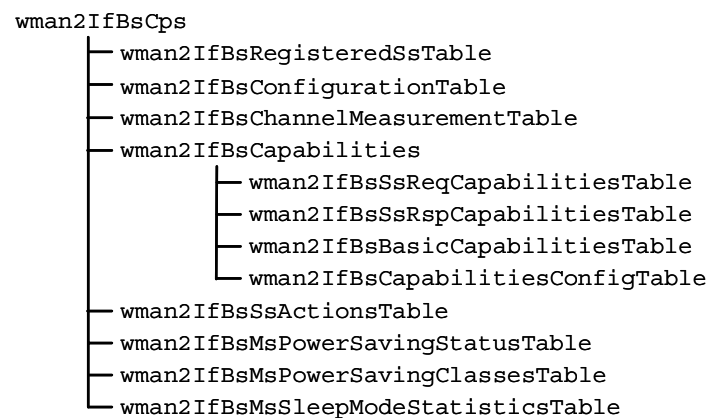 wman2IfBsCps
wman2IfBsRegisteredSsTable
wman2IfBsConfigurationTable
wman2IfBsChannelMeasurementTable
wman2IfBsCapabilities
wman2IfBsSsReqCapabilitiesTable
wman2IfBsSsRspCapabilitiesTable
wman2IfBsBasicCapabilitiesTable
wman2IfBsCapabilitiesConfigTable
wman2IfBsSsActionsTable
wman2IfBsMsPowerSavingStatusTable
wman2IfBsMsPowerSavingClassesTable
wman2IfBsMsSleepModeStatisticsTable